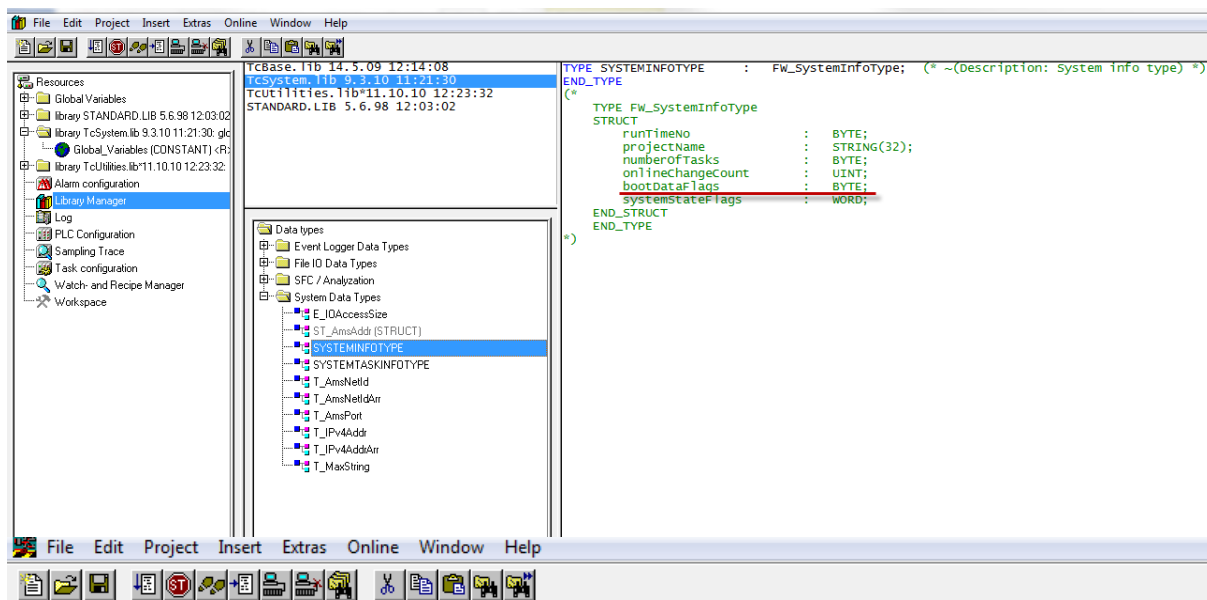 File Edit Project Insert Extras Online Window Help
Resources
Global Variables
library STANDARD.LIB 5.6.98 12:03:02
library TcSystem.lib 9.3.10 11:21:30: glo
Global_Variables (CONSTANT) <R>
library TcUtilities.lib*11.10.10 12:23:32:
Alarm configuration
Library Manager
Log
PLC Configuration
Sampling Trace
Task configuration
Watch- and Recipe Manager
Workspace
TcBase.lib 14.5.09 12:14:08
TcSystem.lib 9.3.10 11:21:30
TcUtilities.lib*11.10.10 12:23:32
STANDARD.LIB 5.6.98 12:03:02
Data types
Event Logger Data Types
File IO Data Types
SFC / Analyzation
System Data Types
E_IOAccessSize
ST_AmsAddr (STRUCT)
SYSTEMINFOTYPE
SYSTEMTASKINFOTYPE
T_AmsNetId
T_AmsNetIdArr
T_AmsPort
T_IPv4Addr
T_IPv4AddrArr
T_MaxString
TYPE SYSTEMINFOTYPE : FW_SystemInfoType; (* ~(Description: System info type) *)
END_TYPE
(*
TYPE FW_SystemInfoType
STRUCT
runTimeNo : BYTE;
projectName : STRING(32);
numberOfTasks : BYTE;
onlineChangeCount : UINT;
bootDataFlags : BYTE;
systemStateFlags : WORD;
END_STRUCT
END_TYPE
*)
File Edit Project Insert Extras Online Window Help